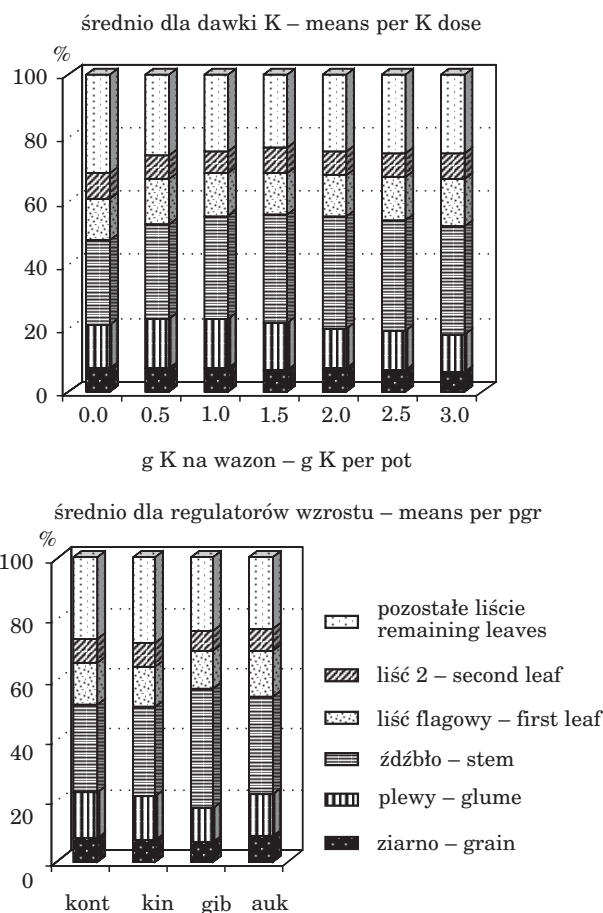 średnio dla dawki K – means per K dose
%
100
80
60
40
20
0
0.0 0.5 1.0 1.5 2.0 2.5 3.0
g K na wazon – g K per pot
średnio dla regulatorów wzrostu – means per pgr
%
100
80
60
40
20
0
kont kin gib auk
pozostałe liście
remaining leaves
liść 2 – second leaf
liść flagowy – first leaf
źdźbło – stem
plewy – glume
ziarno – grain